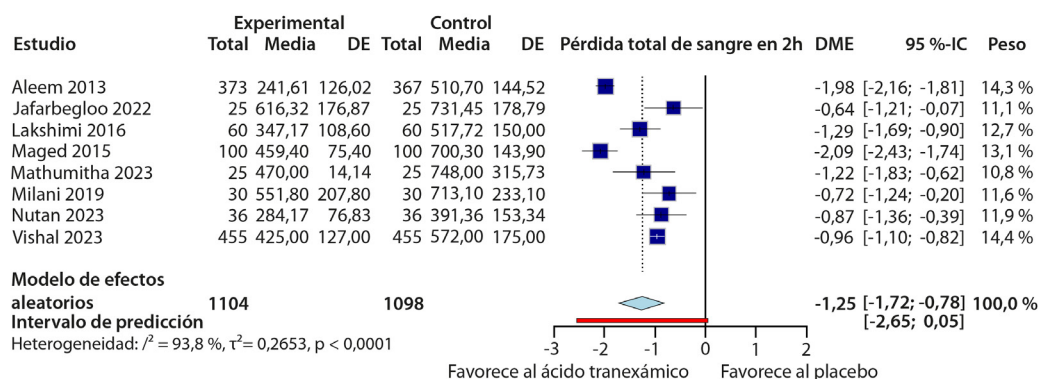 Experimental Control
Estudio Total Media DE Total Media DE Pérdida total de sangre en 2h DME 95 %-IC Peso
Aleem 2013 373 241,61 126,02 367 510,70 144,52 -1,98 [-2,16; -1,81] 14,3 %
Jafarbegloo 2022 25 616,32 176,87 25 731,45 178,79 -0,64 [-1,21; -0,07] 11,1 %
Lakshimi 2016 60 347,17 108,60 60 517,72 150,00 -1,29 [-1,69; -0,90] 12,7 %
Maged 2015 100 459,40 75,40 100 700,30 143,90 -2,09 [-2,43; -1,74] 13,1 %
Mathumitha 2023 25 470,00 14,14 25 748,00 315,73 -1,22 [-1,83; -0,62] 10,8 %
Milani 2019 30 551,80 207,80 30 713,10 233,10 -0,72 [-1,24; -0,20] 11,6 %
Nutan 2023 36 284,17 76,83 36 391,36 153,34 -0,87 [-1,36; -0,39] 11,9 %
Vishal 2023 455 425,00 127,00 455 572,00 175,00 -0,96 [-1,10; -0,82] 14,4 %
Modelo de efectos
aleatorios 1104 1098 -1,25 [-1,72; -0,78] 100,0 %
Intervalo de predicción [-2,65; 0,05]
Heterogeneidad: I² = 93,8 %, τ²= 0,2653, p < 0,0001
-3 -2 -1 0 1 2
Favorece al ácido tranexámico Favorece al placebo